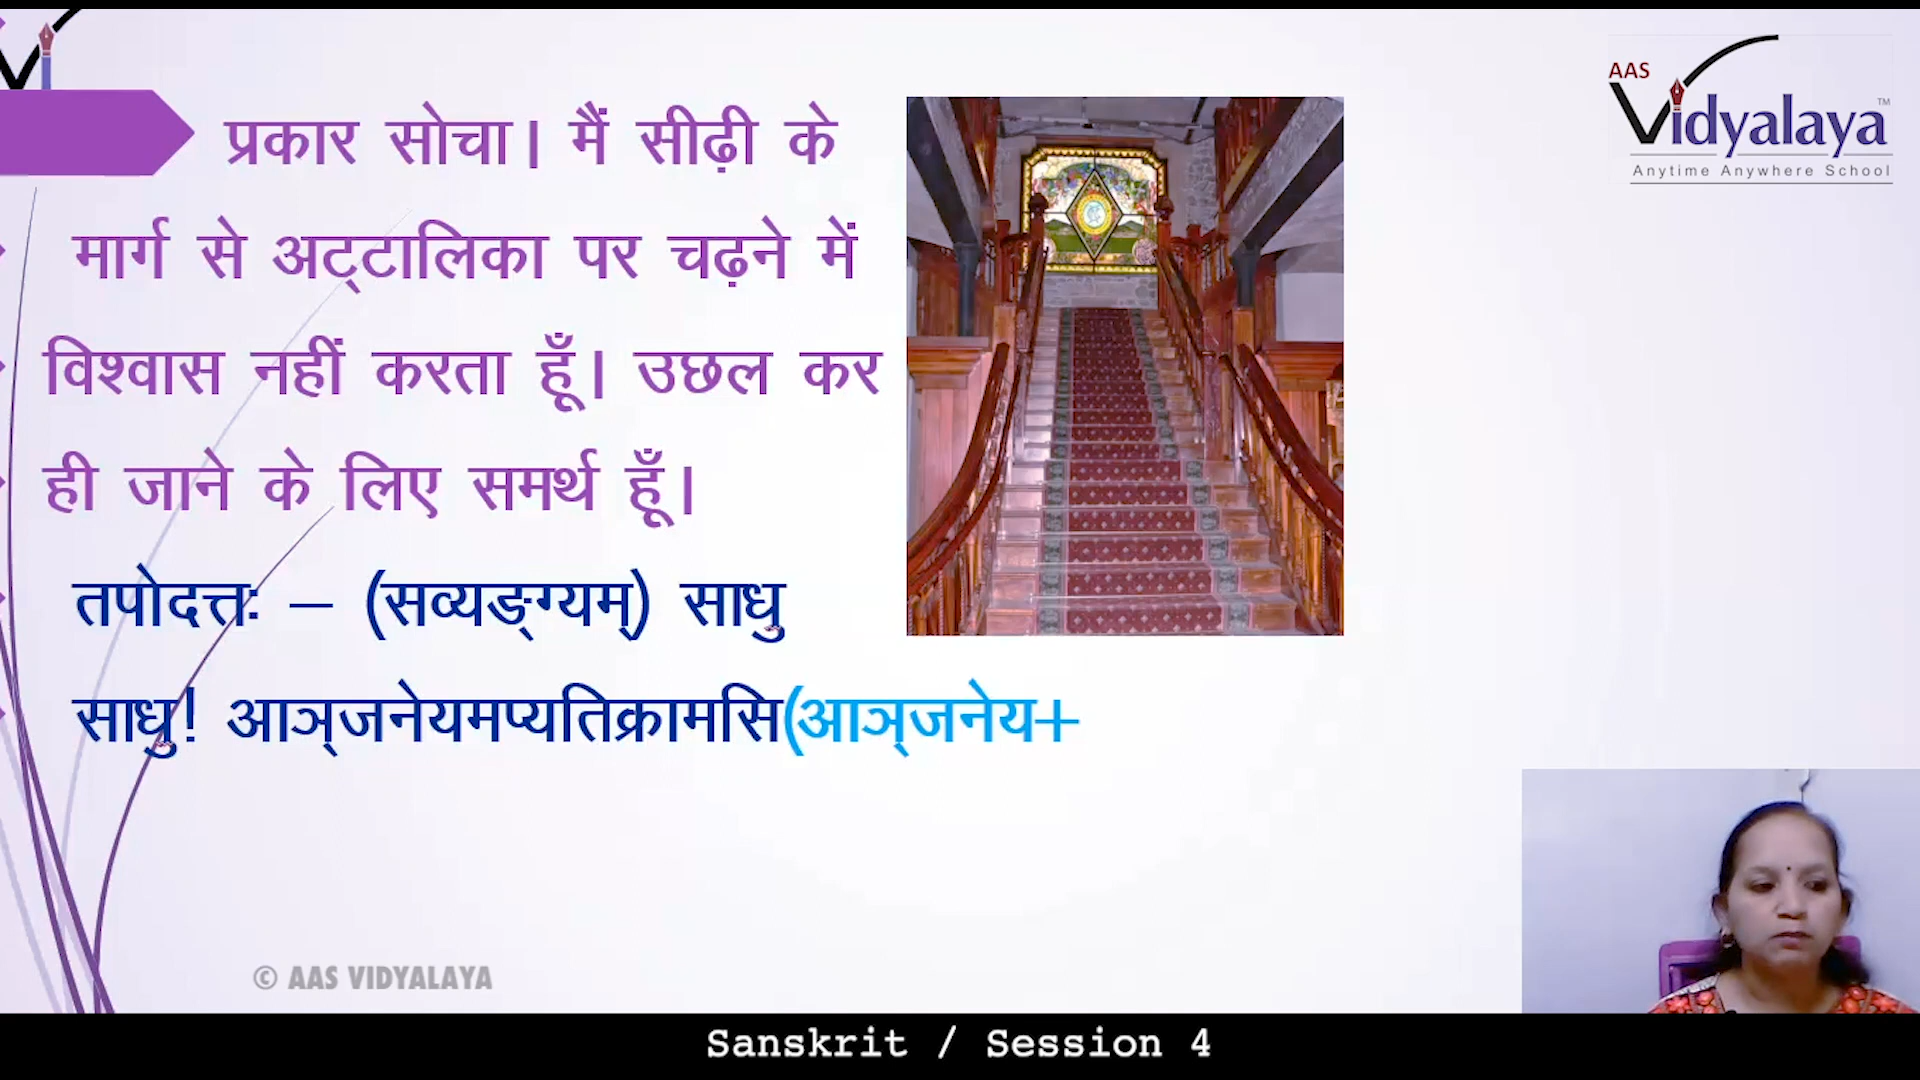 AAS
Vidyalaya™
Anytime Anywhere School
प्रकार सोचा। मैं सीढ़ी के
मार्ग से अट्टालिका पर चढ़ने में
विश्वास नहीं करता हूँ। उछल कर
ही जाने के लिए समर्थ हूँ।
तपोदत्तः – (सव्यङ्ग्यम्) साधु
साधु! आञ्जनेयमप्यतिक्रामसि(आञ्जनेय+
© AAS VIDYALAYA
Sanskrit / Session 4